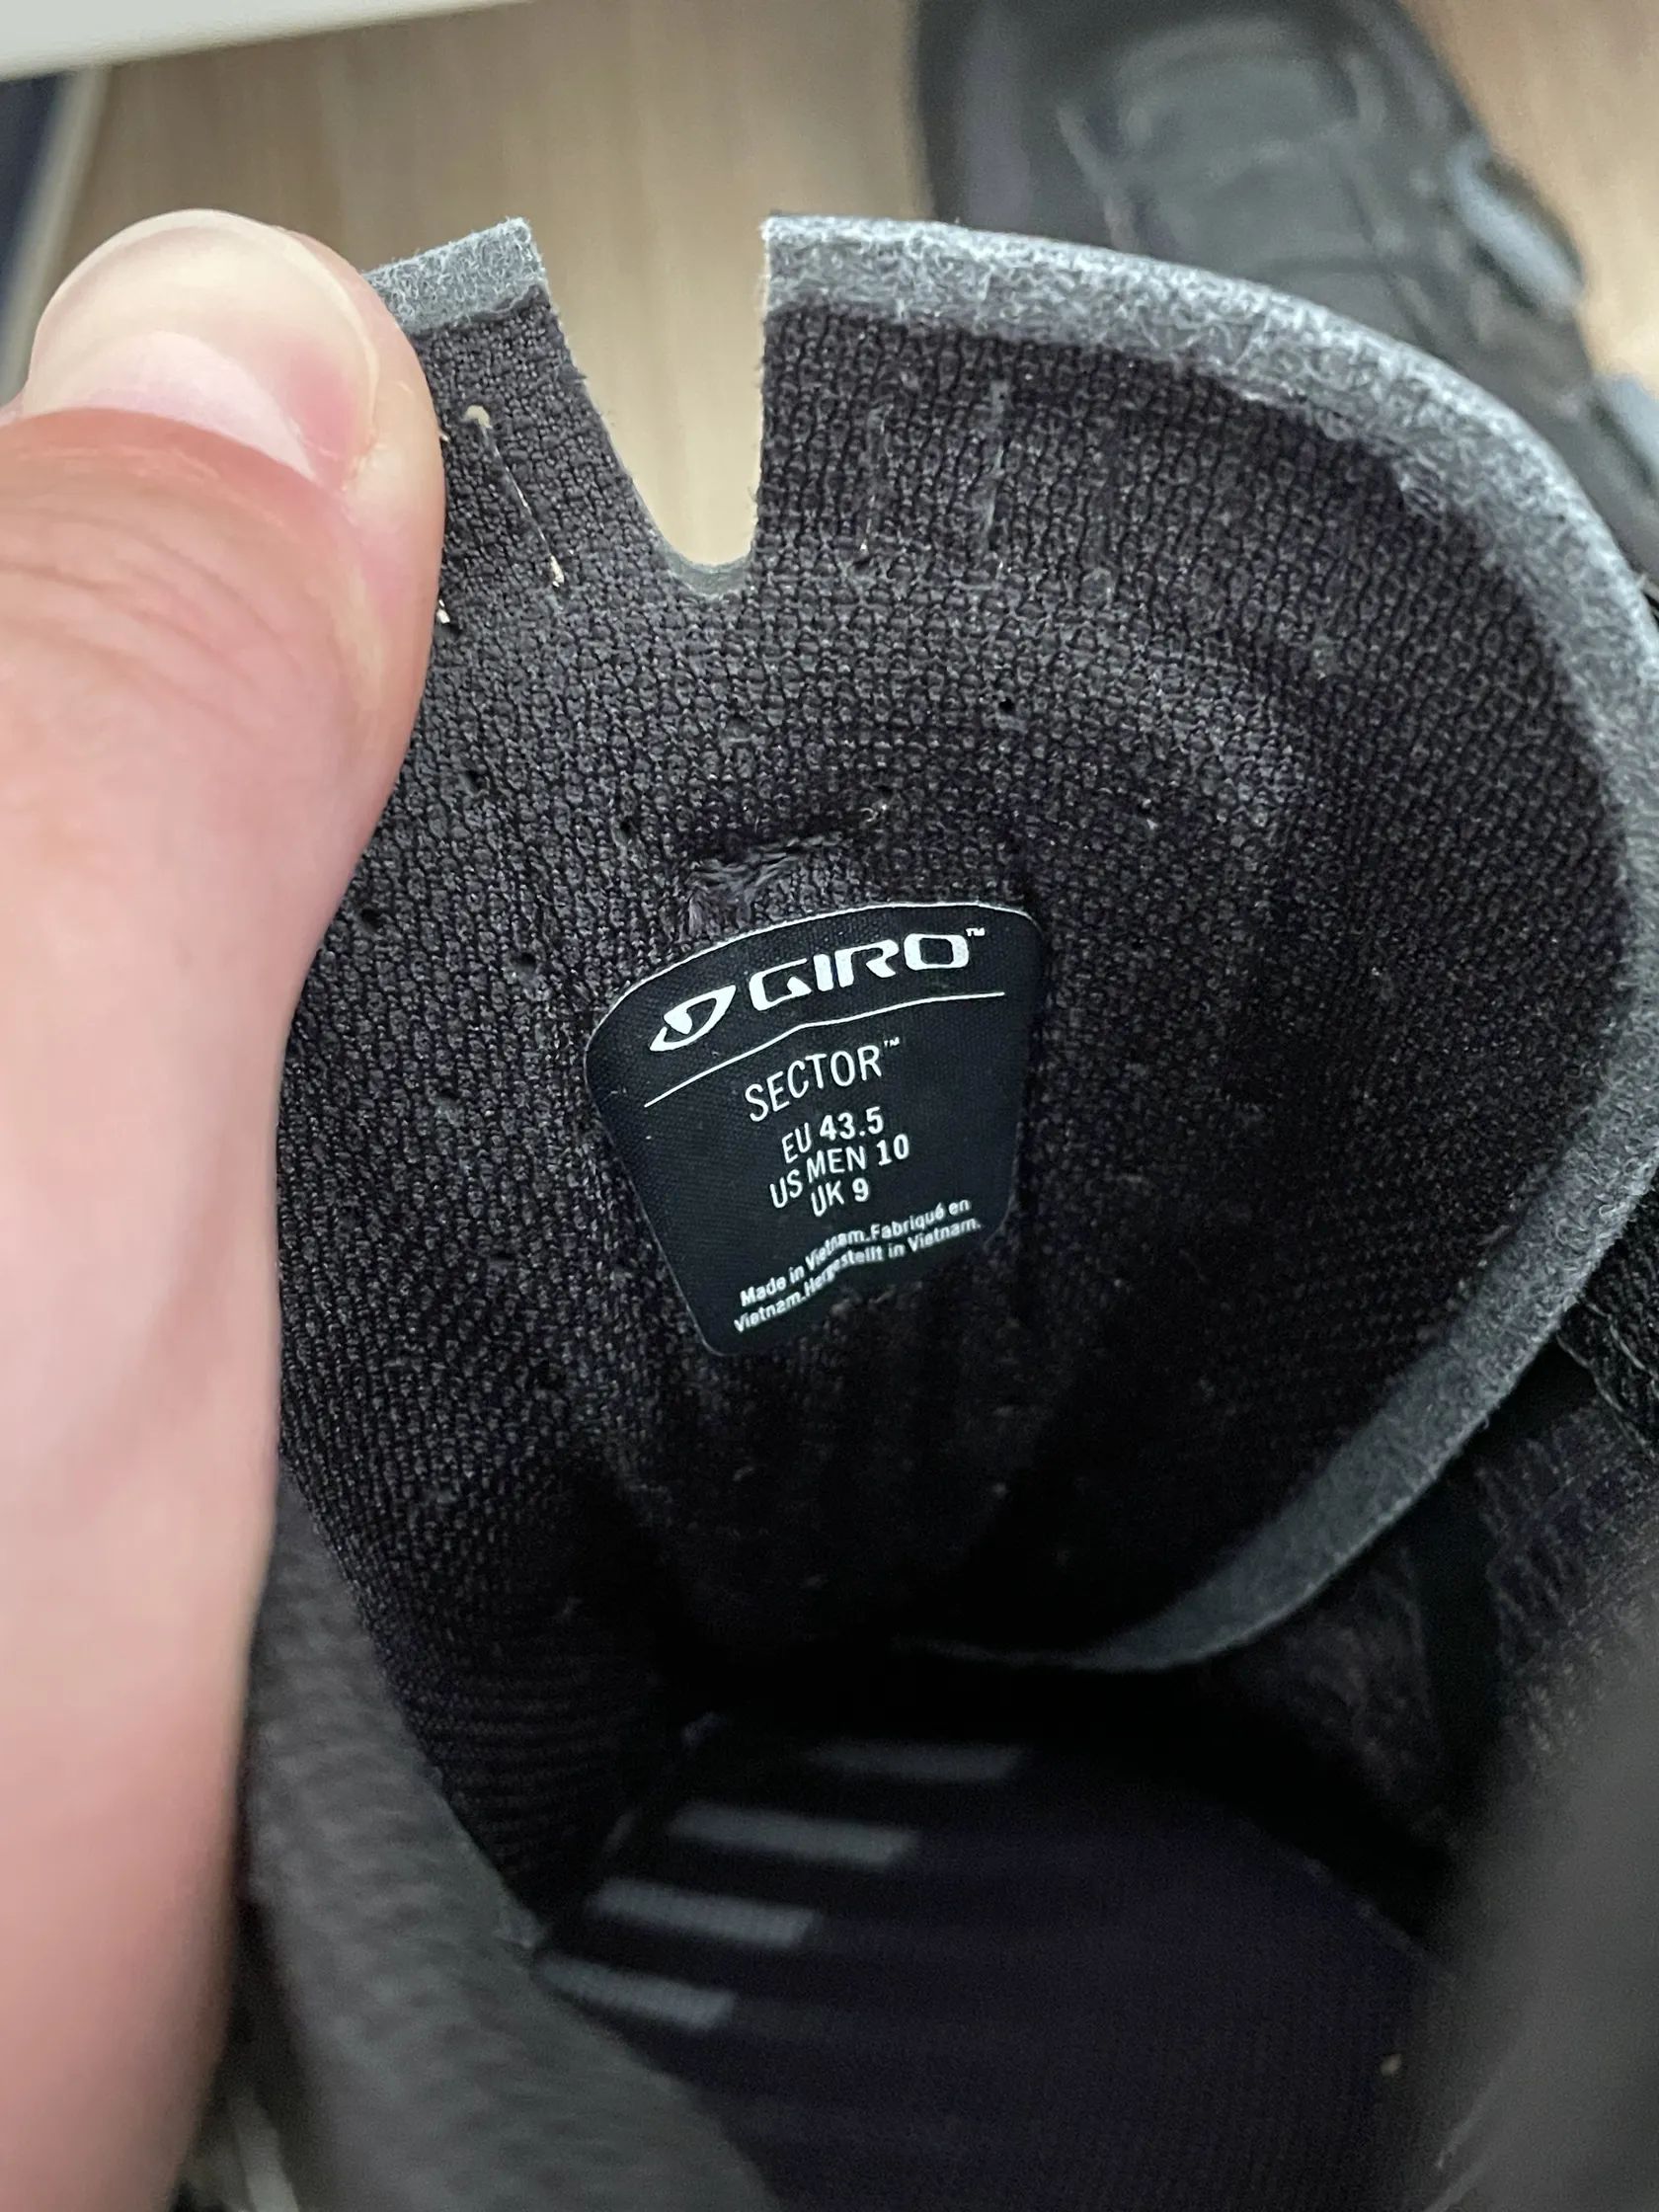 GIRO™
SECTOR™
EU 43.5
US MEN 10
UK 9
Made in Vietnam.Fabriqué en
Vietnam.Hergestellt in Vietnam.